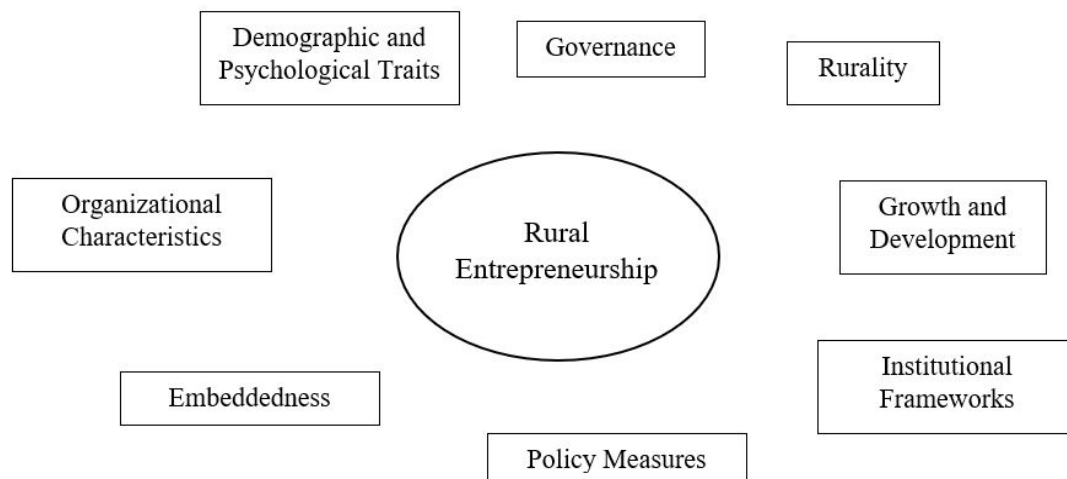 Demographic and
Psychological Traits
Governance
Rurality
Organizational
Characteristics
Rural
Entrepreneurship
Growth and
Development
Embeddedness
Institutional
Frameworks
Policy Measures